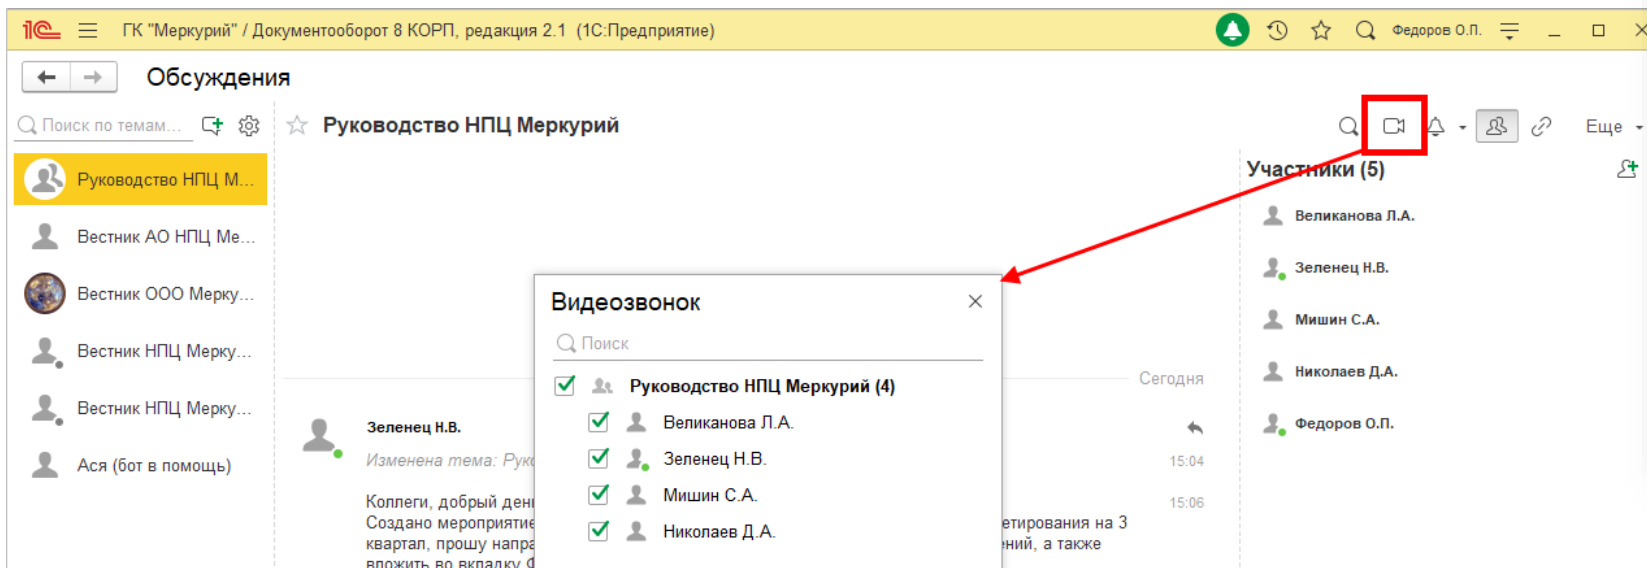 1С ГК "Меркурий" / Документооборот 8 КОРП, редакция 2.1 (1С:Предприятие) Федоров О.П.
Обсуждения
Поиск по темам...
Руководство НПЦ Меркурий
Еще
Руководство НПЦ М...
Вестник АО НПЦ Ме...
Вестник ООО Мерку...
Вестник НПЦ Мерку...
Вестник НПЦ Мерку...
Ася (бот в помощь)
Сегодня
Зеленец Н.В.
Изменена тема: Рук
15:04
Коллеги, добрый ден
15:06
Создано мероприятие
етирования на 3
квартал, прошу напра
ний, а также
вложить во вкладку
Видеозвонок
Поиск
Руководство НПЦ Меркурий (4)
Великанова Л.А.
Зеленец Н.В.
Мишин С.А.
Николаев Д.А.
Участники (5)
Великанова Л.А.
Зеленец Н.В.
Мишин С.А.
Николаев Д.А.
Федоров О.П.